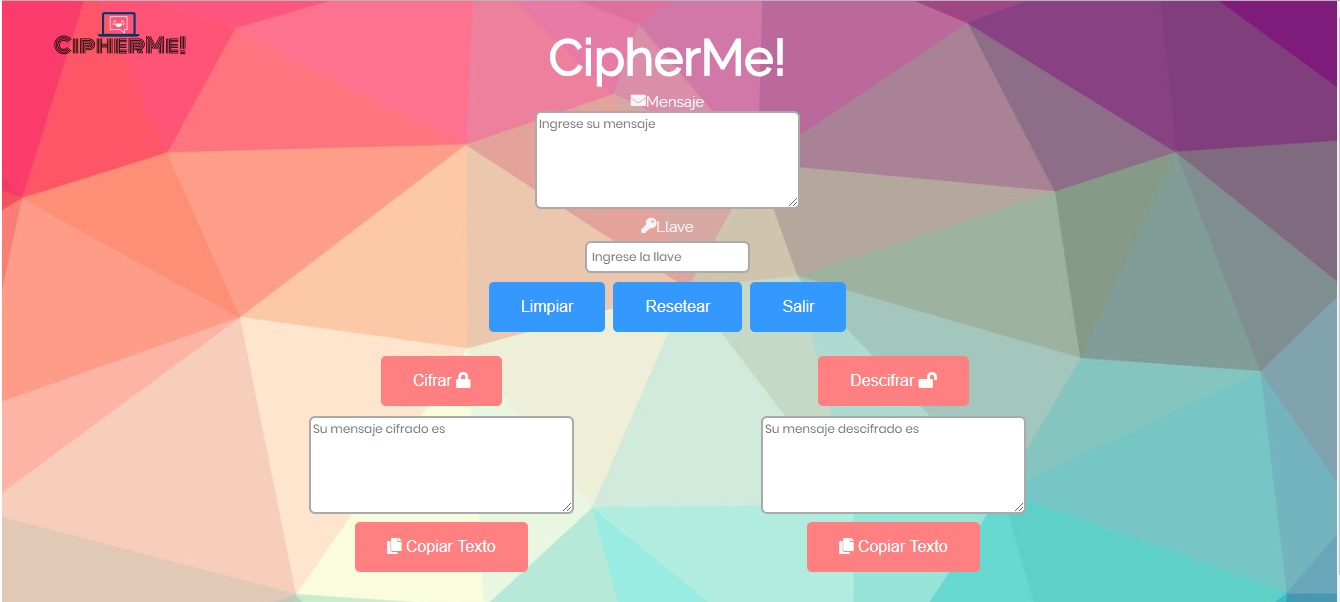 CIPHERME!
CipherMe!
Mensaje
Ingrese su mensaje
Llave
Ingrese la llave
Limpiar Resetear Salir
Cifrar Descifrar
Su mensaje cifrado es Su mensaje descifrado es
Copiar Texto Copiar Texto